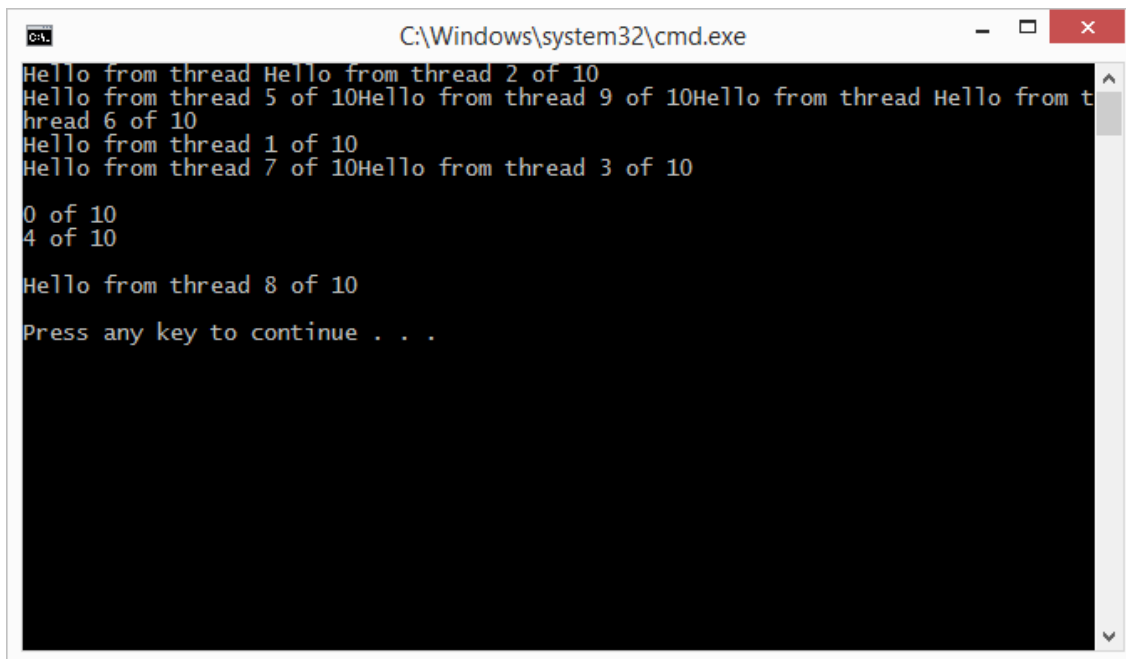 C:\Windows\system32\cmd.exe
Hello from thread Hello from thread 2 of 10
Hello from thread 5 of 10Hello from thread 9 of 10Hello from thread Hello from t
hread 6 of 10
Hello from thread 1 of 10
Hello from thread 7 of 10Hello from thread 3 of 10
0 of 10
4 of 10
Hello from thread 8 of 10
Press any key to continue . . .